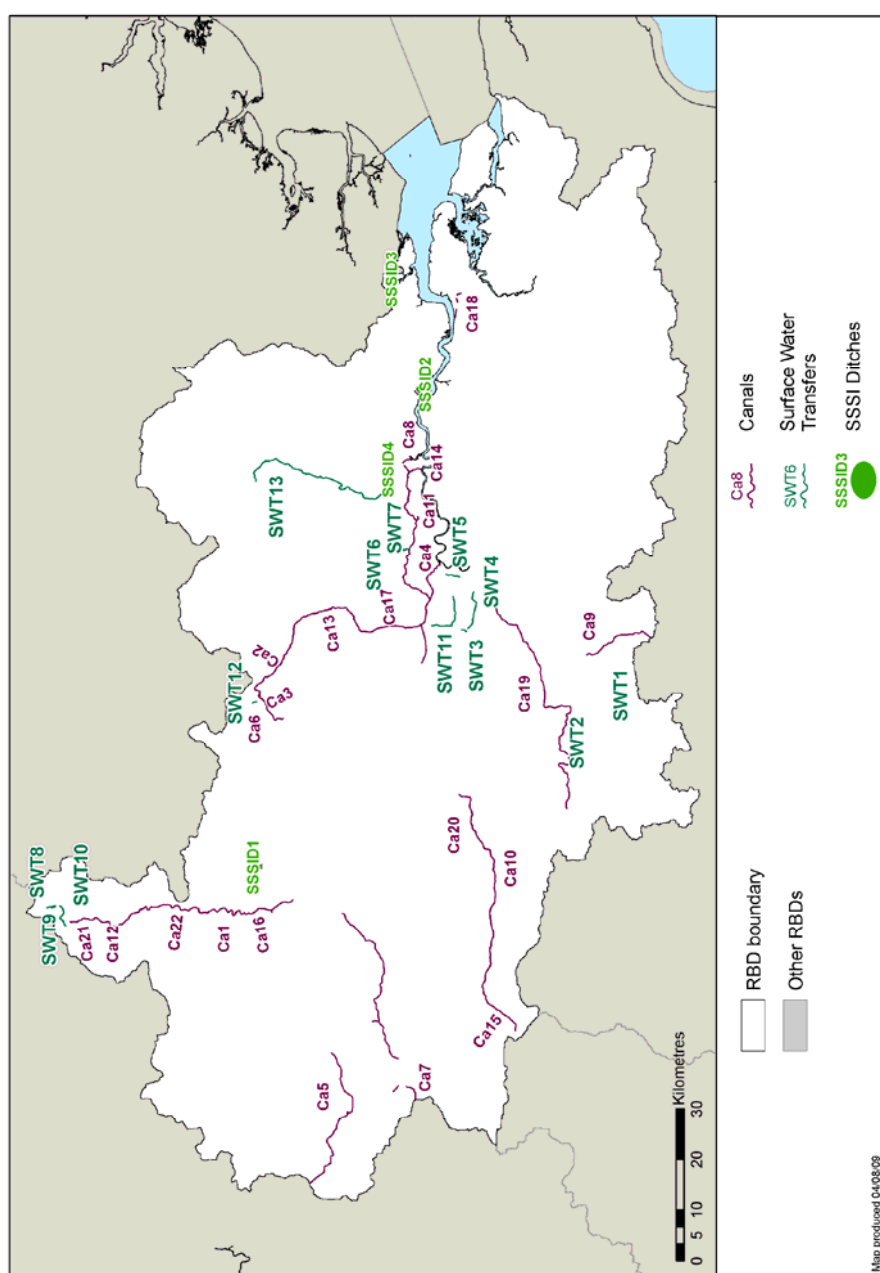 SWT8
SWT9
SWT10
Ca21
Ca12
Ca22
Ca1
Ca16
SSSID1
Ca5
Ca7
SWT12
Ca2
Ca6
Ca3
Ca13
Ca17
SWT13
SWT6
SWT7
SSSID4
SSSID3
SSSID2
Ca8
Ca14
Ca11
Ca4
SWT5
SWT11
SWT3
SWT4
Ca18
Ca20
Ca10
Ca15
Ca19
SWT2
Ca9
SWT1
0 5 10 20 30
Kilometres
RBD boundary
Other RBDs
Ca8 Canals
SWT6 Surface Water
Transfers
SSSID3 SSSI Ditches
Map produced 04/08/09